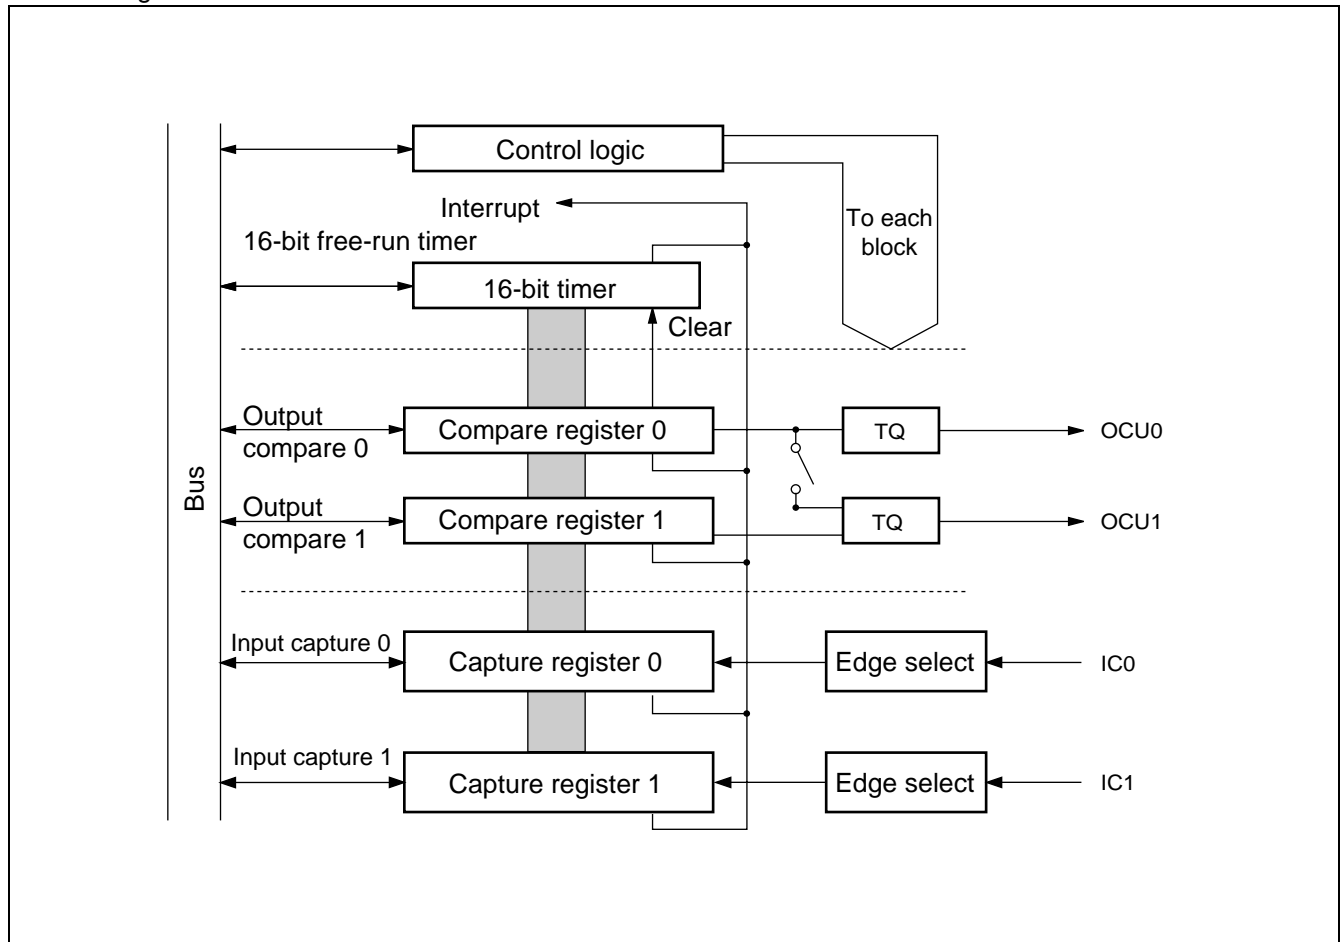 Control logic
Interrupt
To each
block
16-bit free-run timer
16-bit timer
Clear
Output
compare 0
Compare register 0
TQ
OCU0
Bus
Output
compare 1
Compare register 1
TQ
OCU1
Input capture 0
Capture register 0
Edge select
IC0
Input capture 1
Capture register 1
Edge select
IC1